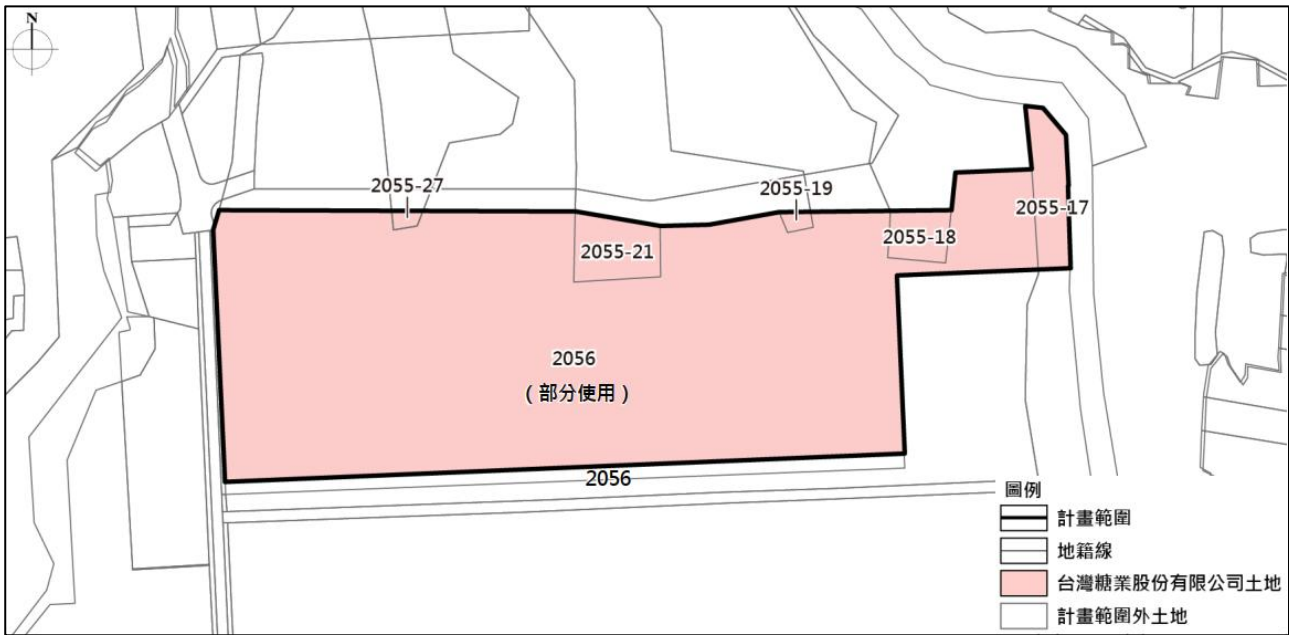 N
2055-27
2055-19
2055-17
2055-18
2055-21
2056
（部分使用）
2056
圖例
計畫範圍
地籍線
台灣糖業股份有限公司土地
計畫範圍外土地